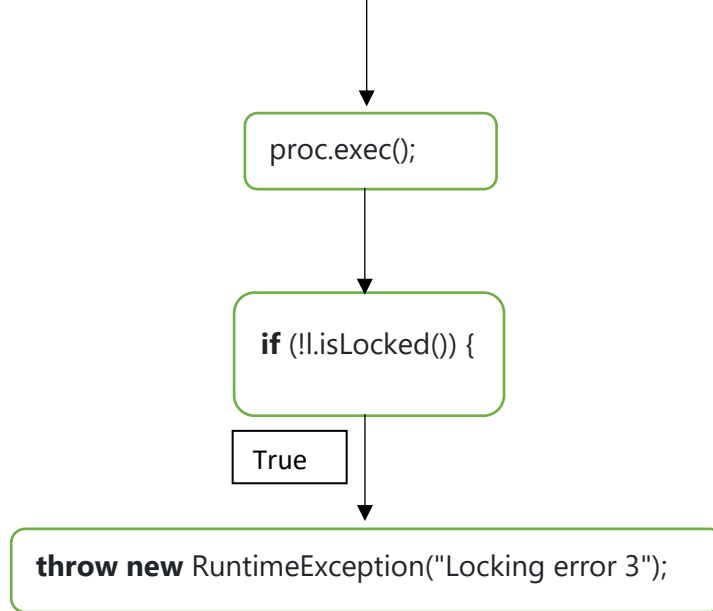 proc.exec();
if (!l.isLocked()) {
True
throw new RuntimeException("Locking error 3");